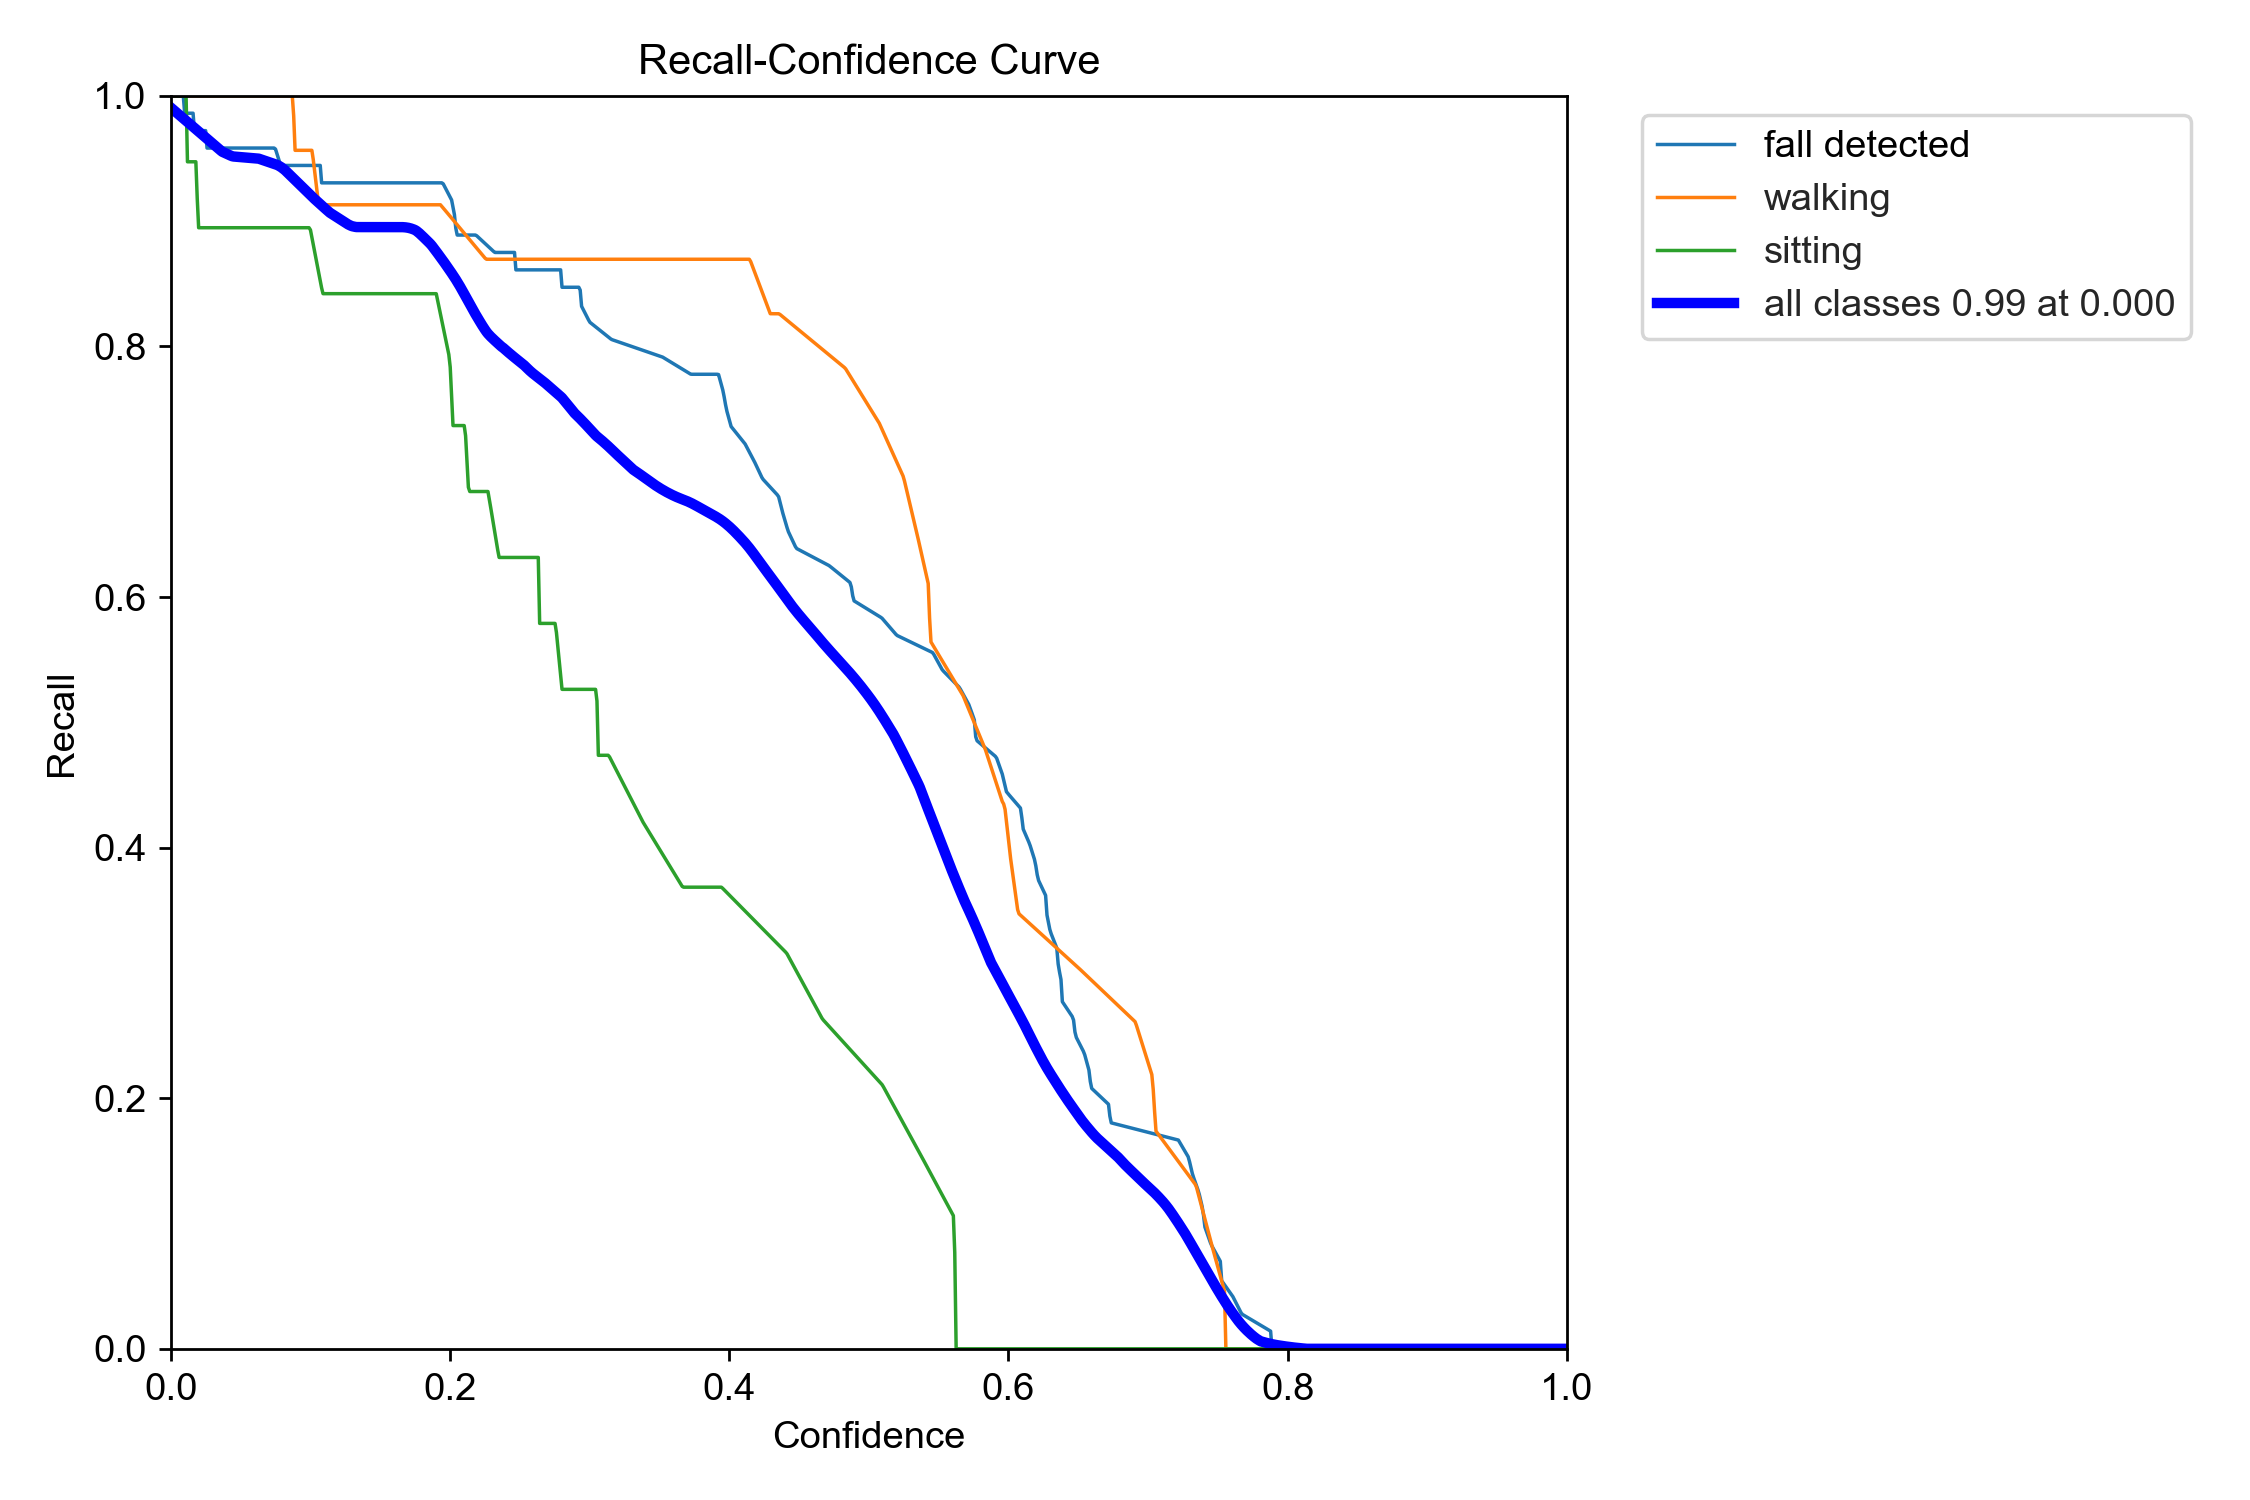 Recall-Confidence Curve
1.0
0.8
0.6
0.4
0.2
0.0
Recall
0.0 0.2 0.4 0.6 0.8 1.0
Confidence
fall detected
walking
sitting
all classes 0.99 at 0.000